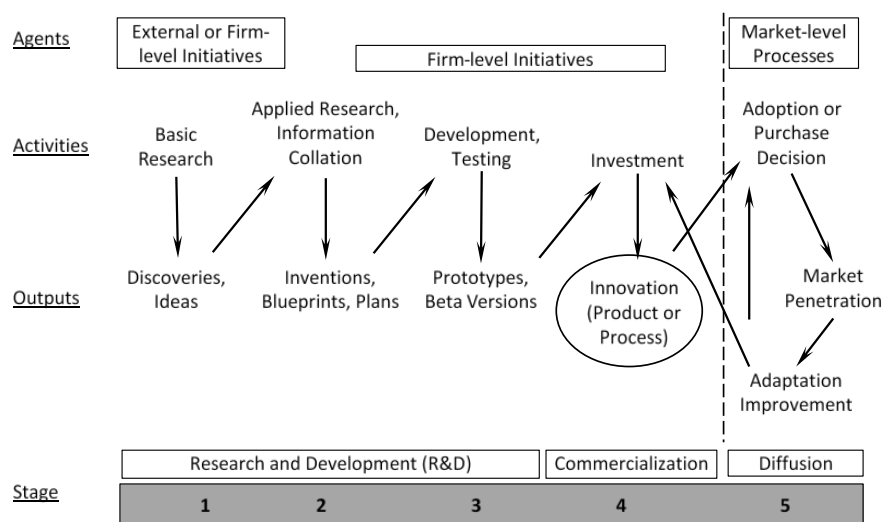 Agents
External or Firm-
level Initiatives
Firm-level Initiatives
Market-level
Processes
Activities
Basic
Research
Applied Research,
Information
Collation
Development,
Testing
Investment
Adoption or
Purchase
Decision
Outputs
Discoveries,
Ideas
Inventions,
Blueprints, Plans
Prototypes,
Beta Versions
Innovation
(Product or
Process)
Market
Penetration
Adaptation
Improvement
Research and Development (R&D)
Commercialization
Diffusion
Stage
1
2
3
4
5